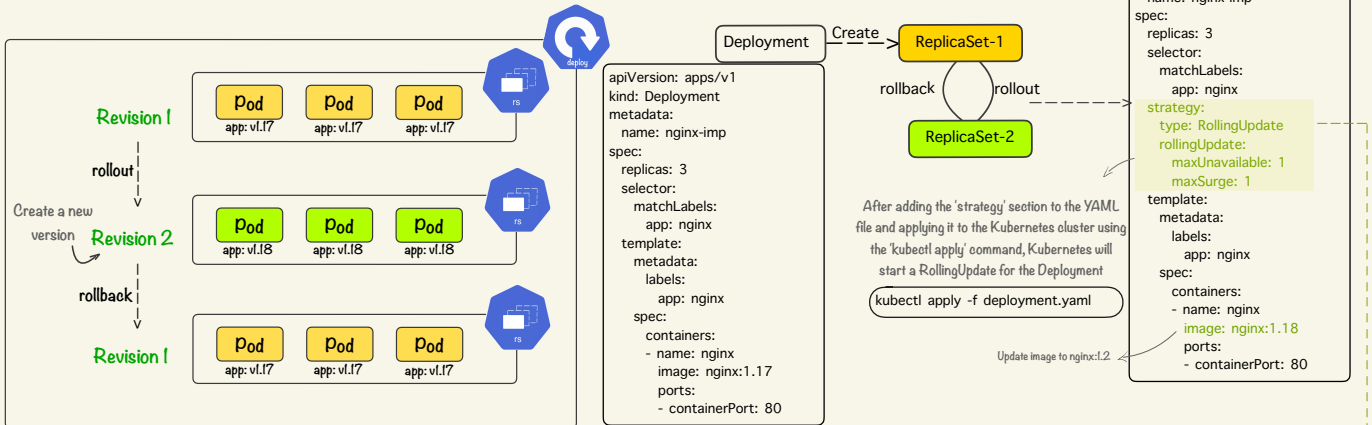 deploy
rs
Pod Pod Pod
app: v1.17 app: v1.17 app: v1.17
Revision 1
rollout
Create a new
version
Revision 2
rs
Pod Pod Pod
app: v1.18 app: v1.18 app: v1.18
rollback
Revision 1
rs
Pod Pod Pod
app: v1.17 app: v1.17 app: v1.17
Deployment
Create
ReplicaSet-1
rollback
rollout
ReplicaSet-2
apiVersion: apps/v1
kind: Deployment
metadata:
name: nginx-imp
spec:
replicas: 3
selector:
matchLabels:
app: nginx
template:
metadata:
labels:
app: nginx
spec:
containers:
- name: nginx
image: nginx:1.17
ports:
- containerPort: 80
After adding the 'strategy' section to the YAML
file and applying it to the Kubernetes cluster using
the 'kubectl apply' command, Kubernetes will
start a RollingUpdate for the Deployment
kubectl apply -f deployment.yaml
Update image to nginx:1.2
name: nginx-imp
spec:
replicas: 3
selector:
matchLabels:
app: nginx
strategy:
type: RollingUpdate
rollingUpdate:
maxUnavailable: 1
maxSurge: 1
template:
metadata:
labels:
app: nginx
spec:
containers:
- name: nginx
image: nginx:1.18
ports:
- containerPort: 80